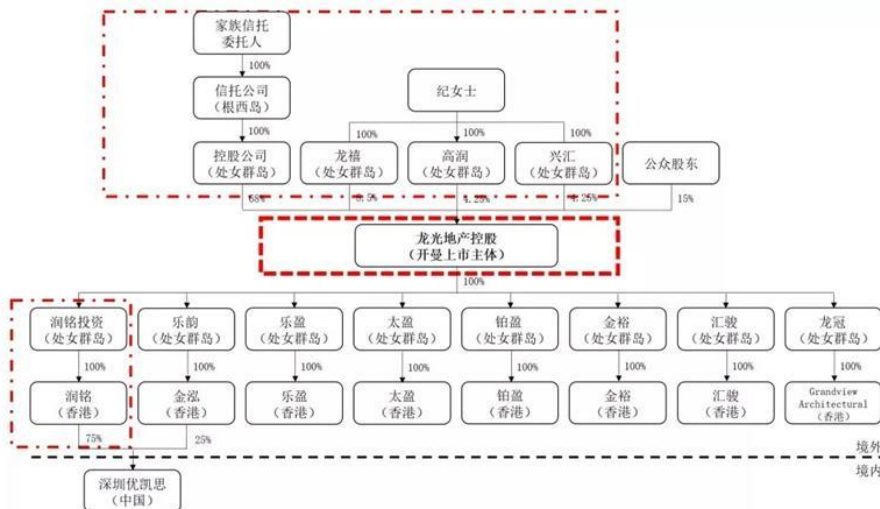 家族信托
委托人
100%
信托公司
（根西岛）
纪女士
100%
100%
100%
100%
控股公司
（处女群岛）
龙禧
（处女群岛）
高润
（处女群岛）
兴汇
（处女群岛）
公众股东
68%
8.5%
4.25%
4.25%
15%
龙光地产控股
（开曼上市主体）
100%
润铭投资
（处女群岛）
乐韵
（处女群岛）
乐盈
（处女群岛）
太盈
（处女群岛）
铂盈
（处女群岛）
金裕
（处女群岛）
汇骏
（处女群岛）
龙冠
（处女群岛）
100%
100%
100%
100%
100%
100%
100%
100%
润铭
（香港）
金泓
（香港）
乐盈
（香港）
太盈
（香港）
铂盈
（香港）
金裕
（香港）
汇骏
（香港）
Grandview
Architectural
（香港）
75%
25%
境外
境内
深圳优凯思
（中国）